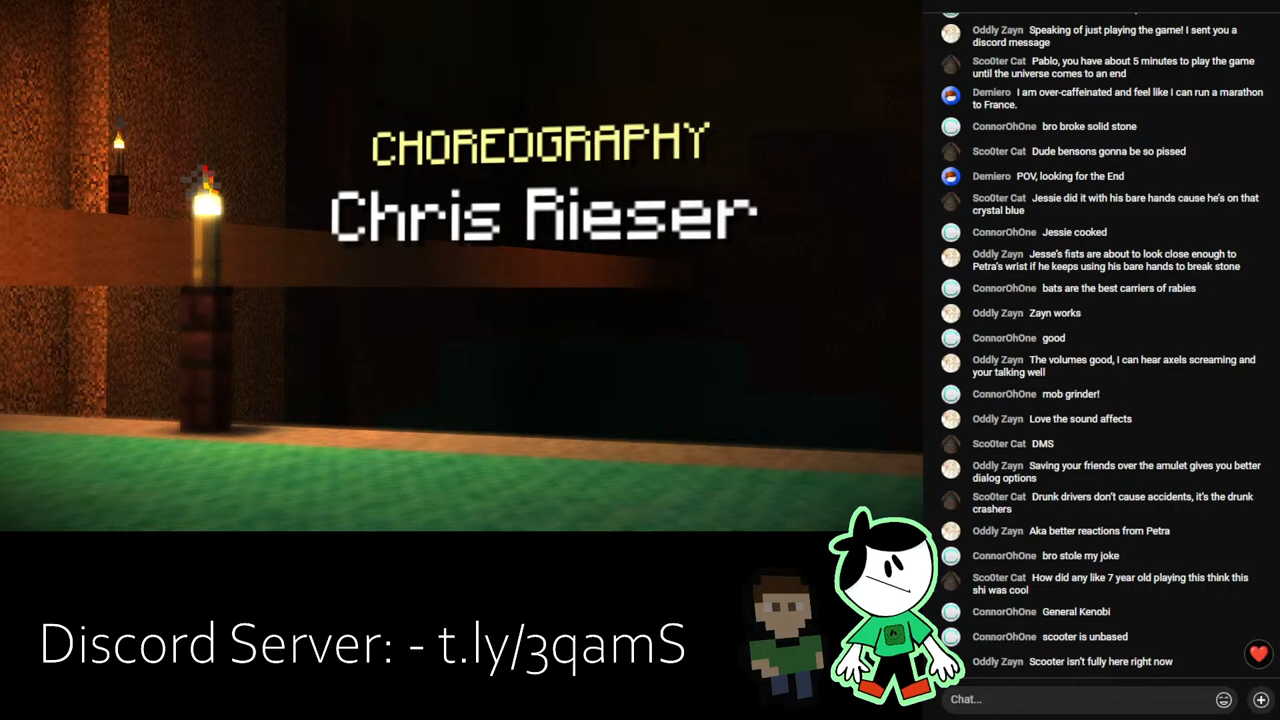 CHOREOGRAPHY
Chris Rieser
Discord Server: - t.ly/3qamS
Oddly Zayn Speaking of just playing the game! I sent you a
discord message
Sco0ter Cat Pablo, you have about 5 minutes to play the game
until the universe comes to an end
Demiero I am over-caffeinated and feel like I can run a marathon
to France.
ConnorOhOne bro broke solid stone
Sco0ter Cat Dude bensons gonna be so pissed
Demiero POV, looking for the End
Sco0ter Cat Jessie did it with his bare hands cause he's on that
crystal blue
ConnorOhOne Jessie cooked
Oddly Zayn Jesse's fists are about to look close enough to
Petra's wrist if he keeps using his bare hands to break stone
ConnorOhOne bats are the best carriers of rabies
Oddly Zayn Zayn works
ConnorOhOne good
Oddly Zayn The volumes good, I can hear axels screaming and
your talking well
ConnorOhOne mob grinder!
Oddly Zayn Love the sound affects
Sco0ter Cat DMS
Oddly Zayn Saving your friends over the amulet gives you better
dialog options
Sco0ter Cat Drunk drivers don't cause accidents, it's the drunk
crashers
Oddly Zayn Aka better reactions from Petra
ConnorOhOne bro stole my joke
Sco0ter Cat How did any like 7 year old playing this think this
shi was cool
ConnorOhOne General Kenobi
ConnorOhOne scooter is unbased
Oddly Zayn Scooter isn't fully here right now
Chat...